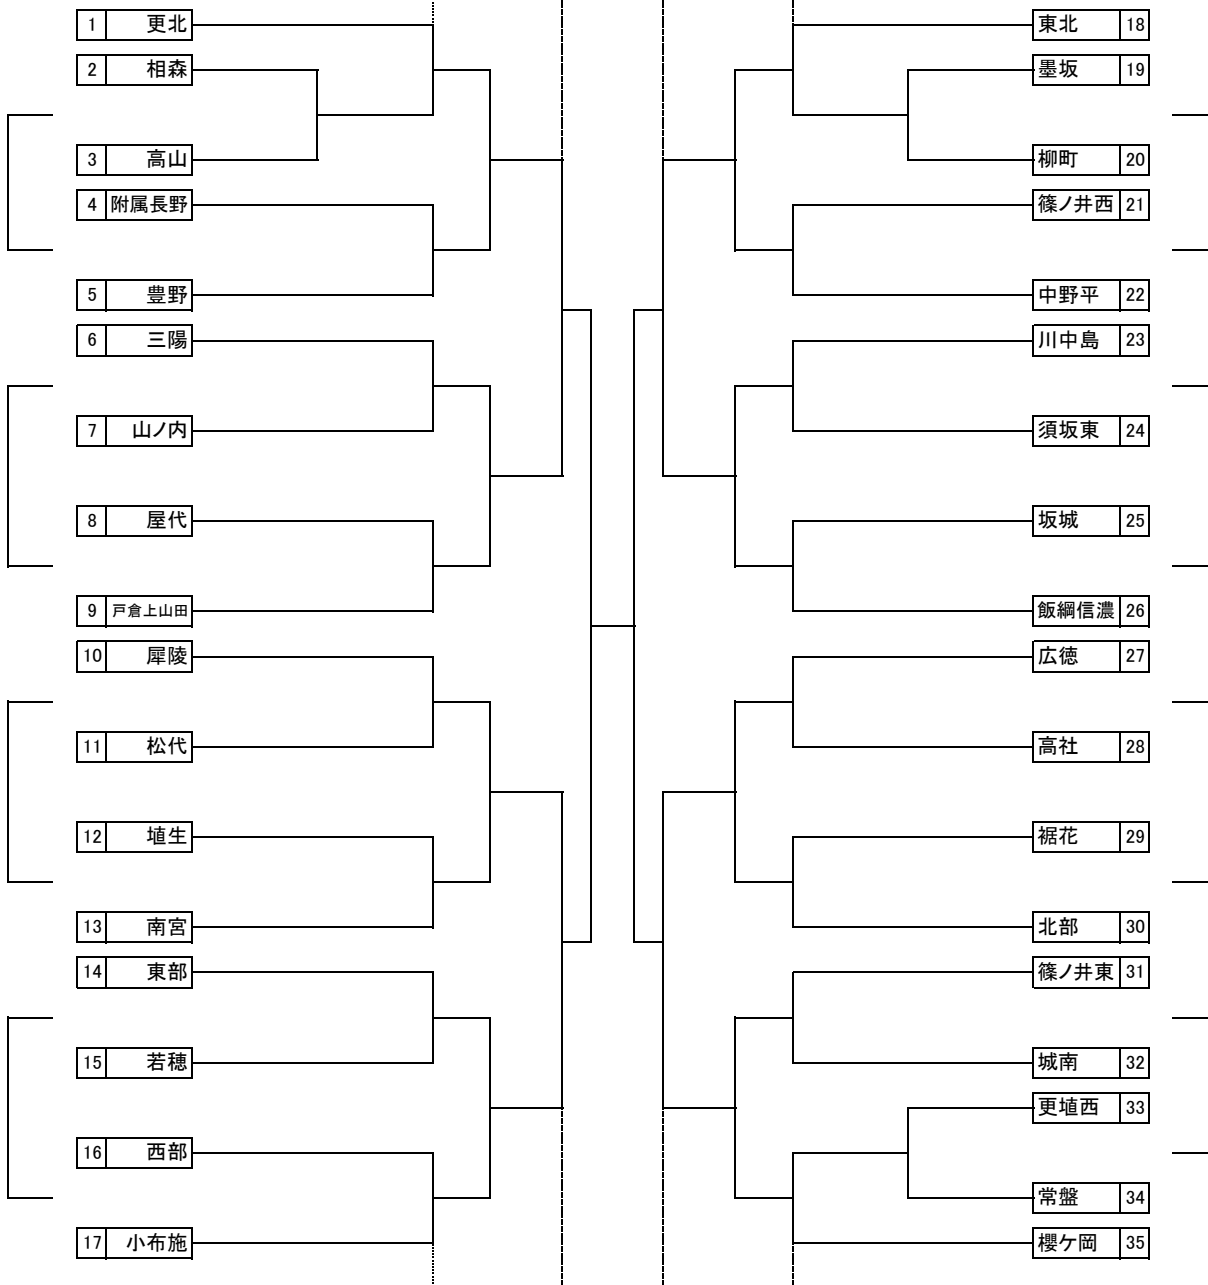 1 更北
2 相森
3 高山
4 附属長野
5 豊野
6 三陽
7 山ノ内
8 屋代
9 戸倉上山田
10 犀陵
11 松代
12 埴生
13 南宮
14 東部
15 若穂
16 西部
17 小布施
東北 18
墨坂 19
柳町 20
篠ノ井西 21
中野平 22
川中島 23
須坂東 24
坂城 25
飯綱信濃 26
広徳 27
高社 28
裾花 29
北部 30
篠ノ井東 31
城南 32
更埴西 33
常盤 34
櫻ケ岡 35